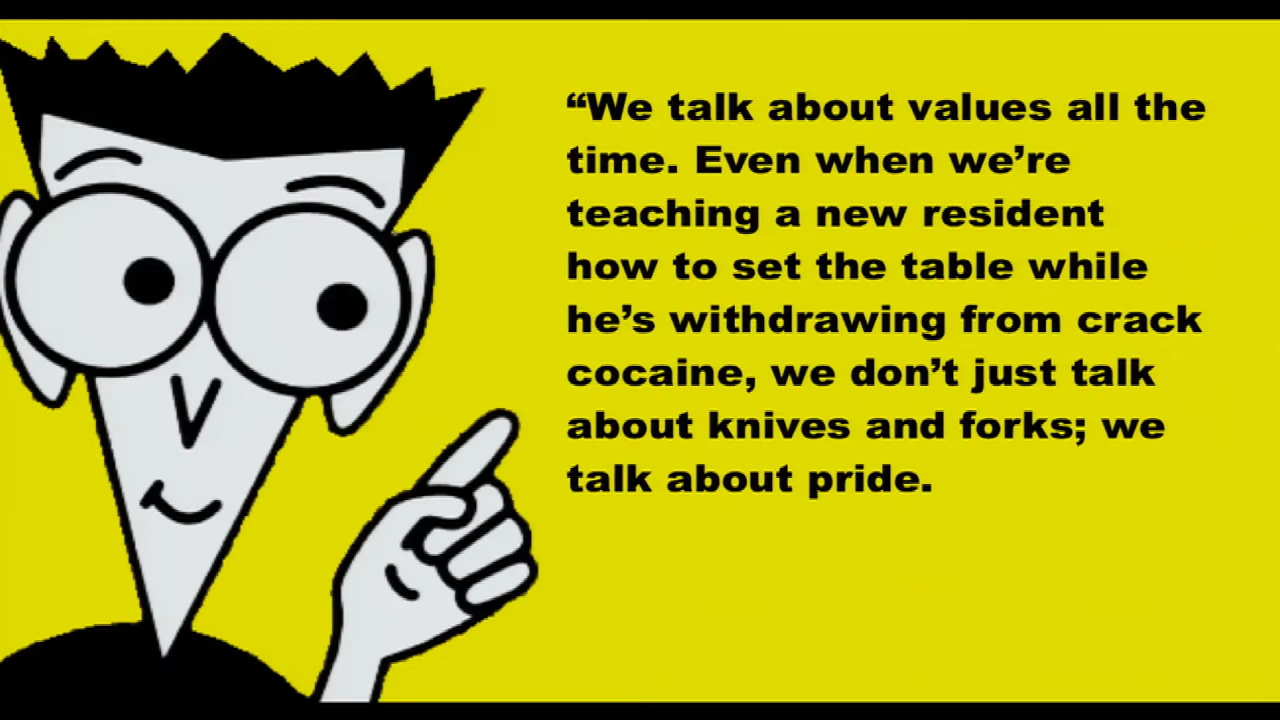 “We talk about values all the
time. Even when we’re
teaching a new resident
how to set the table while
he’s withdrawing from crack
cocaine, we don’t just talk
about knives and forks; we
talk about pride.